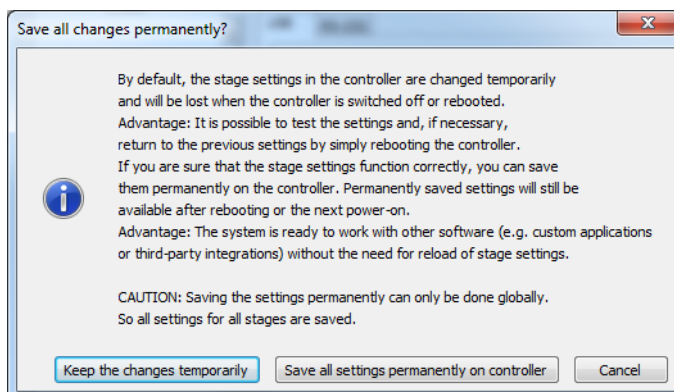 Save all changes permanently?
By default, the stage settings in the controller are changed temporarily
and will be lost when the controller is switched off or rebooted.
Advantage: It is possible to test the settings and, if necessary,
return to the previous settings by simply rebooting the controller.
If you are sure that the stage settings function correctly, you can save
them permanently on the controller. Permanently saved settings will still be
available after rebooting or the next power-on.
Advantage: The system is ready to work with other software (e.g. custom applications
or third-party integrations) without the need for reload of stage settings.
CAUTION: Saving the settings permanently can only be done globally.
So all settings for all stages are saved.
Keep the changes temporarily Save all settings permanently on controller Cancel